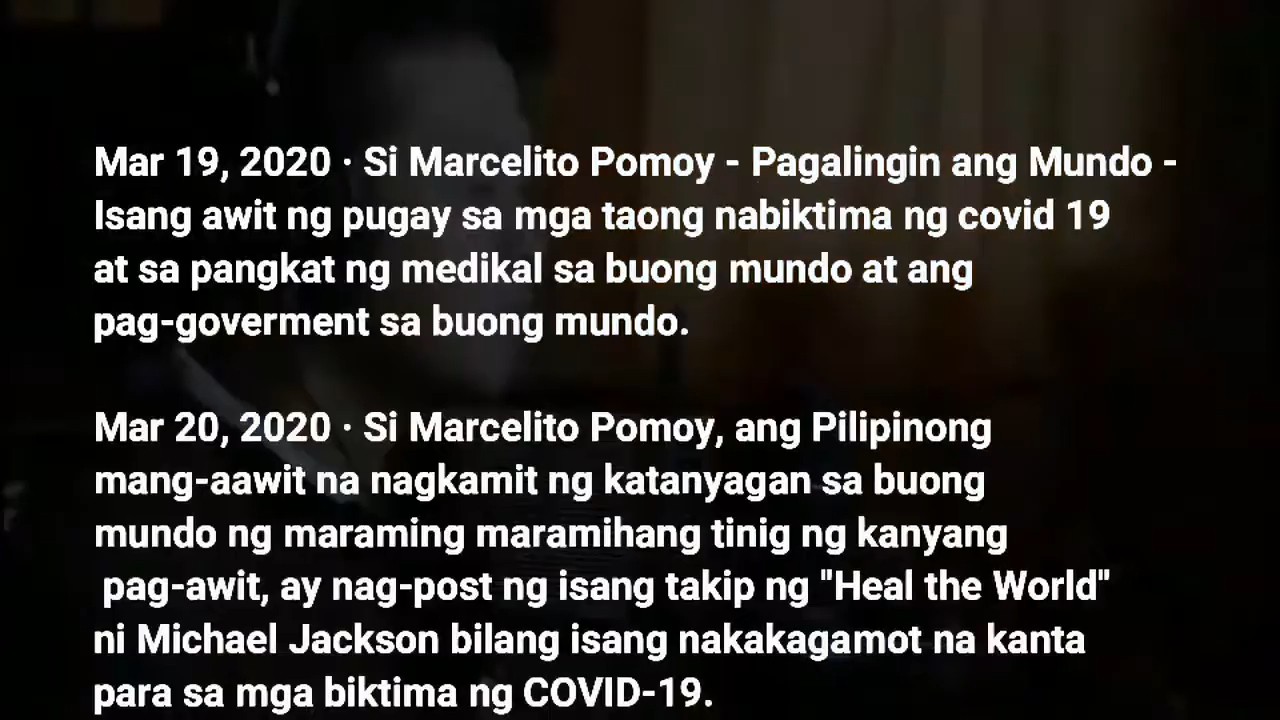 Mar 19, 2020 · Si Marcelito Pomoy - Pagalingin ang Mundo -
Isang awit ng pugay sa mga taong nabiktima ng covid 19
at sa pangkat ng medikal sa buong mundo at ang
pag-goverment sa buong mundo.
Mar 20, 2020 · Si Marcelito Pomoy, ang Pilipinong
mang-aawit na nagkamit ng katanyagan sa buong
mundo ng maraming maramihang tinig ng kanyang
pag-awit, ay nag-post ng isang takip ng "Heal the World"
ni Michael Jackson bilang isang nakakagamot na kanta
para sa mga biktima ng COVID-19.